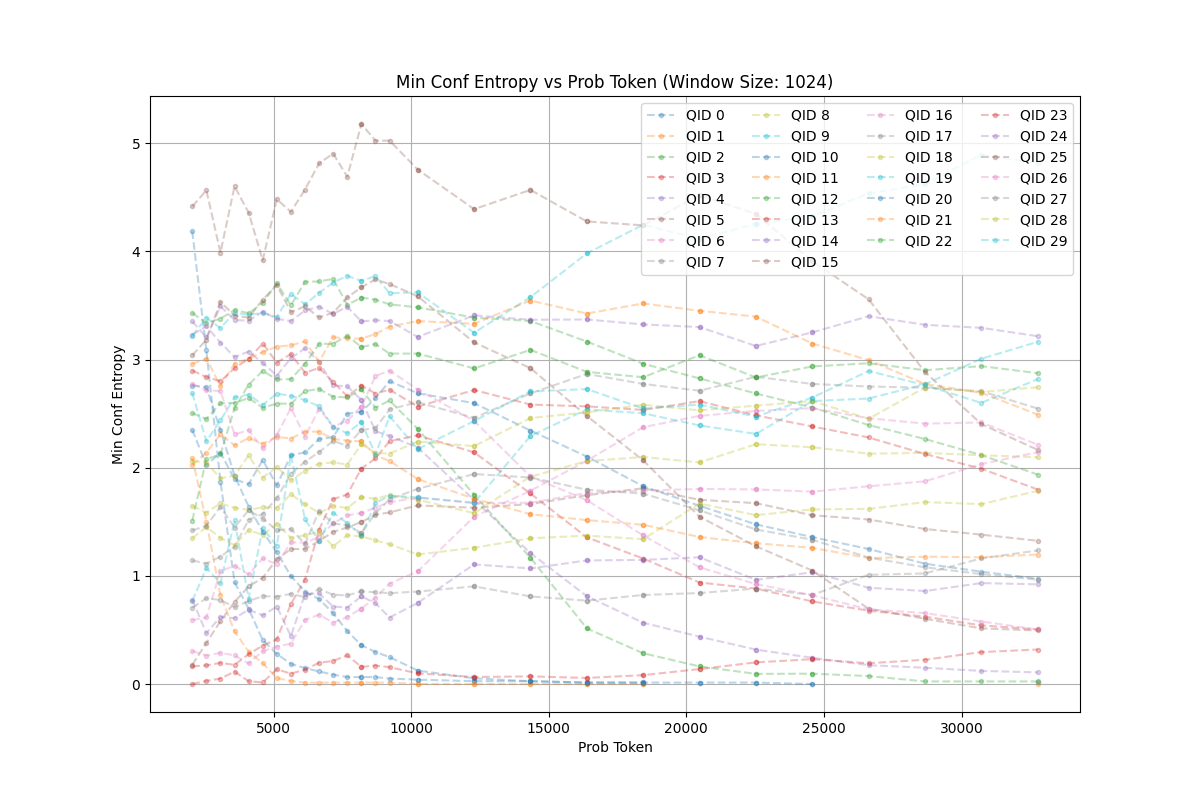 Min Conf Entropy vs Prob Token (Window Size: 1024)
QID 0
QID 1
QID 2
QID 3
QID 4
QID 5
QID 6
QID 7
QID 8
QID 9
QID 10
QID 11
QID 12
QID 13
QID 14
QID 15
QID 16
QID 17
QID 18
QID 19
QID 20
QID 21
QID 22
QID 23
QID 24
QID 25
QID 26
QID 27
QID 28
QID 29
Min Conf Entropy
5
4
3
2
1
0
5000
10000
15000
20000
25000
30000
Prob Token